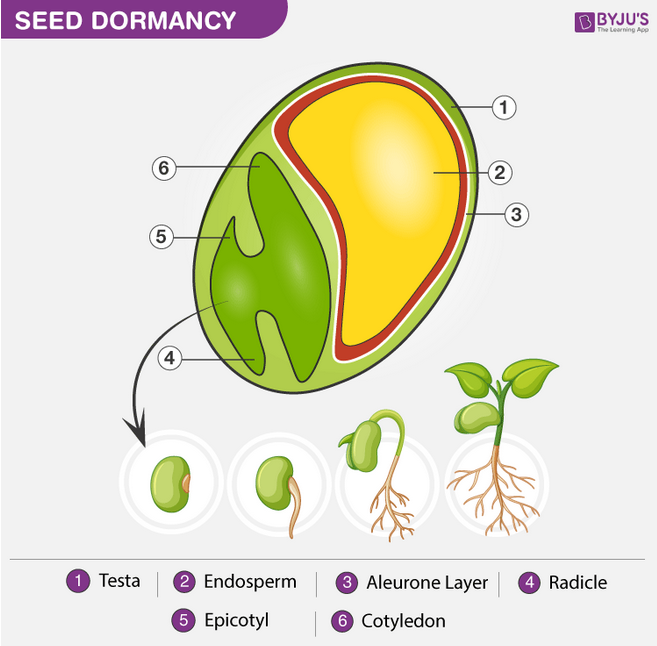 SEED DORMANCY
BYJU'S
The Learning App
1
6
2
3
5
4
1 Testa
2 Endosperm
3 Aleurone Layer
4 Radicle
5 Epicotyl
6 Cotyledon